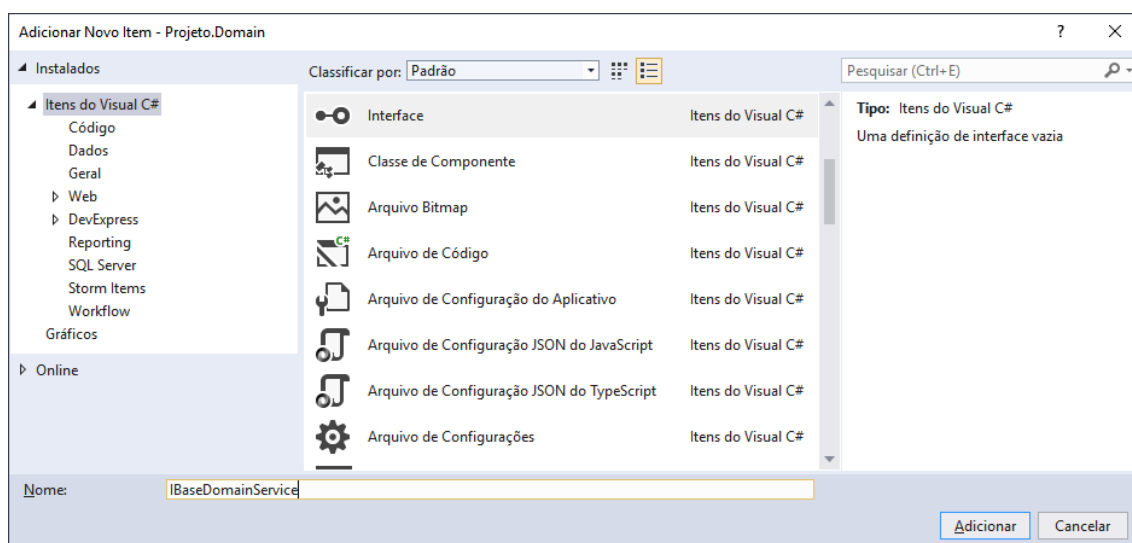 Adicionar Novo Item - Projeto.Domain
?
Instalados
Classificar por: Padrão
Pesquisar (Ctrl+E)
Itens do Visual C#
Código
Dados
Geral
Web
DevExpress
Reporting
SQL Server
Storm Items
Workflow
Gráficos
Online
Interface Itens do Visual C#
Classe de Componente Itens do Visual C#
Arquivo Bitmap Itens do Visual C#
C#
Arquivo de Código Itens do Visual C#
Arquivo de Configuração do Aplicativo Itens do Visual C#
Arquivo de Configuração JSON do JavaScript Itens do Visual C#
Arquivo de Configuração JSON do TypeScript Itens do Visual C#
Arquivo de Configurações Itens do Visual C#
Tipo: Itens do Visual C#
Uma definição de interface vazia
Nome: IBaseDomainService
Adicionar Cancelar